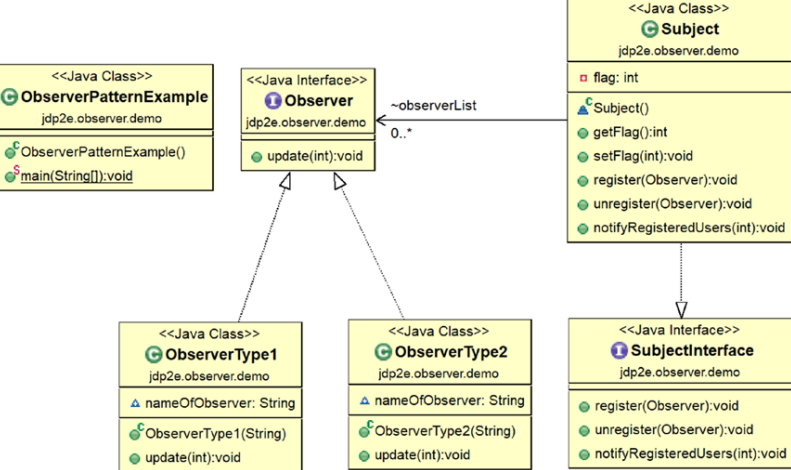 <<Java Class>>
ObserverPatternExample
jdp2e.observer.demo
ObserverPatternExample()
main(String[]):void
<<Java Interface>>
Observer
jdp2e.observer.demo
update(int):void
~observerList
0..*
<<Java Class>>
Subject
jdp2e.observer.demo
flag: int
Subject()
getFlag():int
setFlag(int):void
register(Observer):void
unregister(Observer):void
notifyRegisteredUsers(int):void
<<Java Class>>
ObserverType1
jdp2e.observer.demo
nameOfObserver: String
ObserverType1(String)
update(int):void
<<Java Class>>
ObserverType2
jdp2e.observer.demo
nameOfObserver: String
ObserverType2(String)
update(int):void
<<Java Interface>>
SubjectInterface
jdp2e.observer.demo
register(Observer):void
unregister(Observer):void
notifyRegisteredUsers(int):void